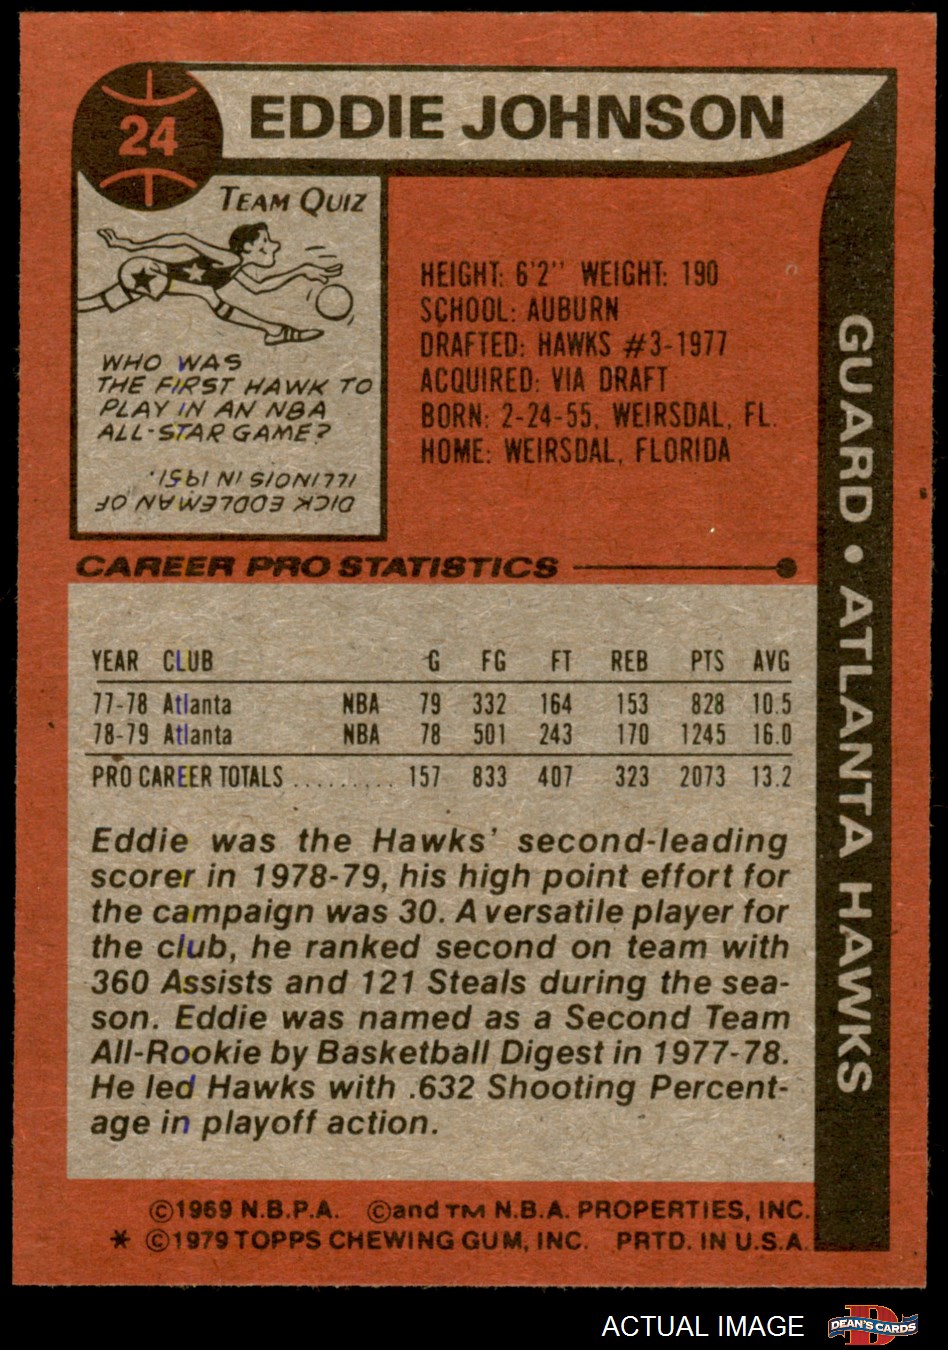 24
EDDIE JOHNSON
TEAM QUIZ
WHO WAS
THE FIRST HAWK TO
PLAY IN AN NBA
ALL-STAR GAME?
DICK EDDLEMAN OF
ILLINOIS IN 1951.
HEIGHT: 6'2" WEIGHT: 190
SCHOOL: AUBURN
DRAFTED: HAWKS #3-1977
ACQUIRED: VIA DRAFT
BORN: 2-24-55, WEIRSDAL, FL.
HOME: WEIRSDAL, FLORIDA
GUARD • ATLANTA HAWKS
CAREER PRO STATISTICS
YEAR CLUB G FG FT REB PTS AVG
77-78 Atlanta NBA 79 332 164 153 828 10.5
78-79 Atlanta NBA 78 501 243 170 1245 16.0
PRO CAREER TOTALS .......... 157 833 407 323 2073 13.2
Eddie was the Hawks' second-leading
scorer in 1978-79, his high point effort for
the campaign was 30. A versatile player for
the club, he ranked second on team with
360 Assists and 121 Steals during the sea-
son. Eddie was named as a Second Team
All-Rookie by Basketball Digest in 1977-78.
He led Hawks with .632 Shooting Percent-
age in playoff action.
©1969 N.B.P.A. ©and TM N.B.A. PROPERTIES, INC.
* ©1979 TOPPS CHEWING GUM, INC. PRTD. IN U.S.A.
ACTUAL IMAGE
D
DEAN'S CARDS